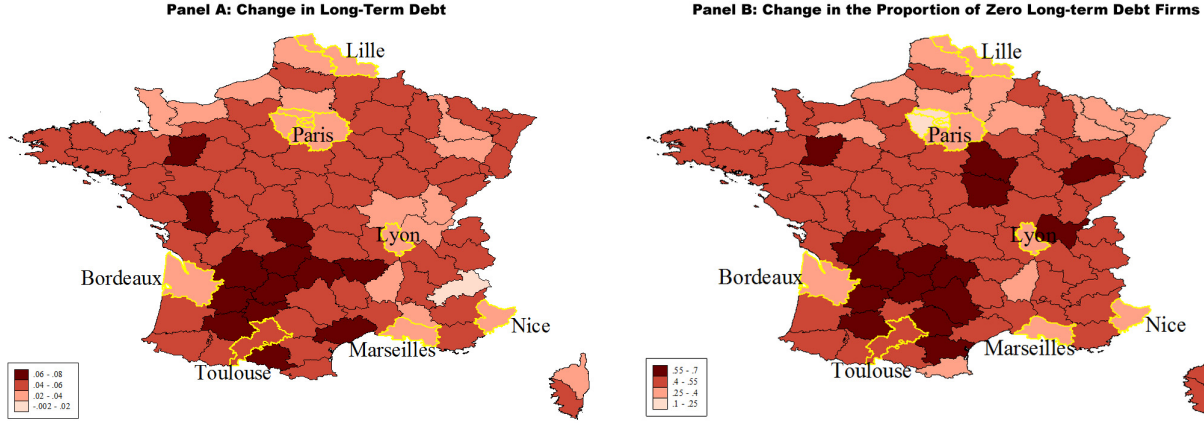 Panel A: Change in Long-Term Debt
Lille
Paris
Lyon
Bordeaux
Nice
Marseilles
Toulouse
.06 - .08
.04 - .06
.02 - .04
-.002 - .02
Panel B: Change in the Proportion of Zero Long-term Debt Firms
Lille
Paris
Lyon
Bordeaux
Nice
Marseilles
Toulouse
.55 - .7
.4 - .55
.25 - .4
.1 - .25